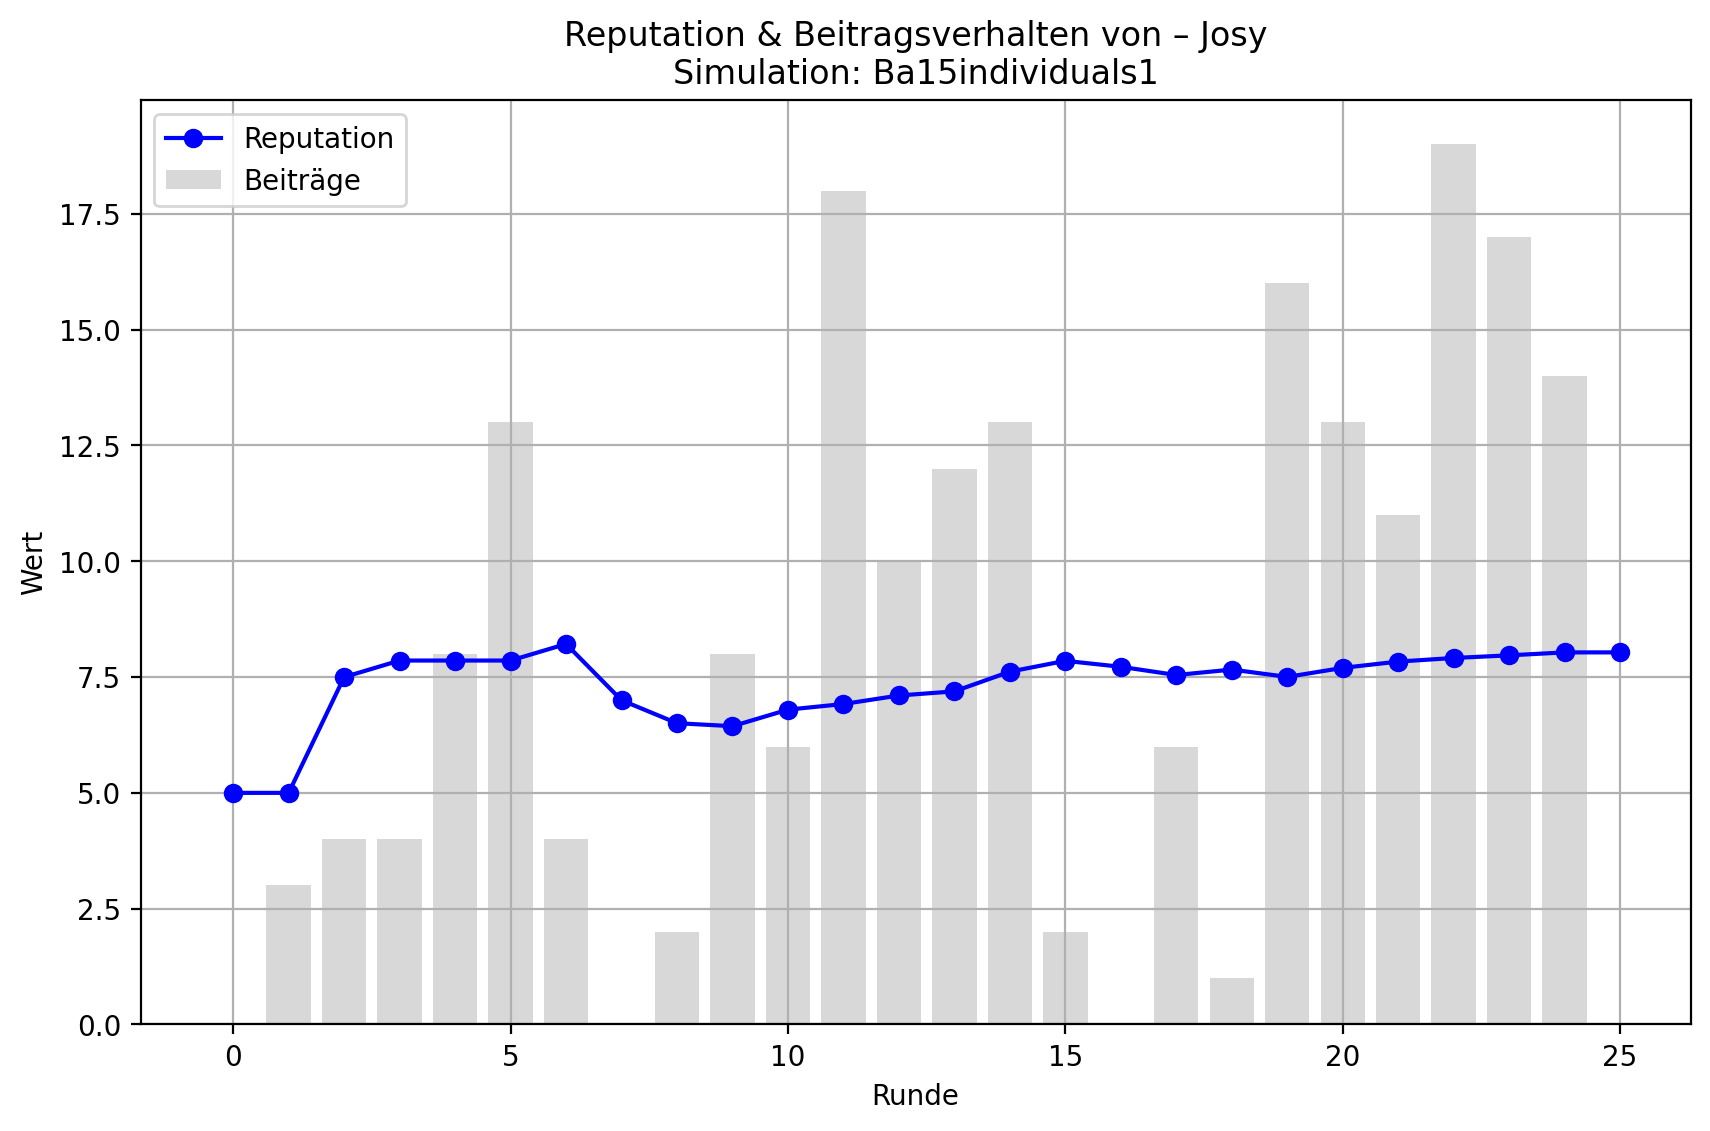 Reputation & Beitragsverhalten von – Josy
Simulation: Ba15individuals1
Reputation
Beiträge
17.5
15.0
12.5
10.0
7.5
5.0
2.5
0.0
Wert
0 5 10 15 20 25
Runde